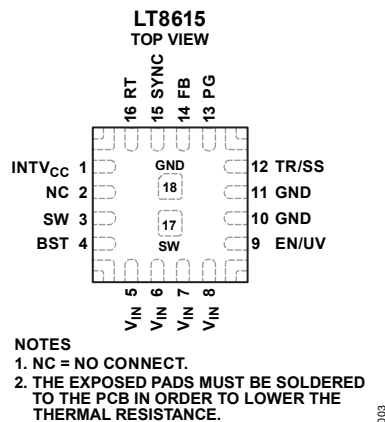 LT8615
TOP VIEW
16 RT
15 SYNC
14 FB
13 PG
INTVCC 1
NC 2
SW 3
BST 4
GND
18
17
SW
12 TR/SS
11 GND
10 GND
9 EN/UV
VIN 5
VIN 6
VIN 7
VIN 8
NOTES
1. NC = NO CONNECT.
2. THE EXPOSED PADS MUST BE SOLDERED
TO THE PCB IN ORDER TO LOWER THE
THERMAL RESISTANCE.
003